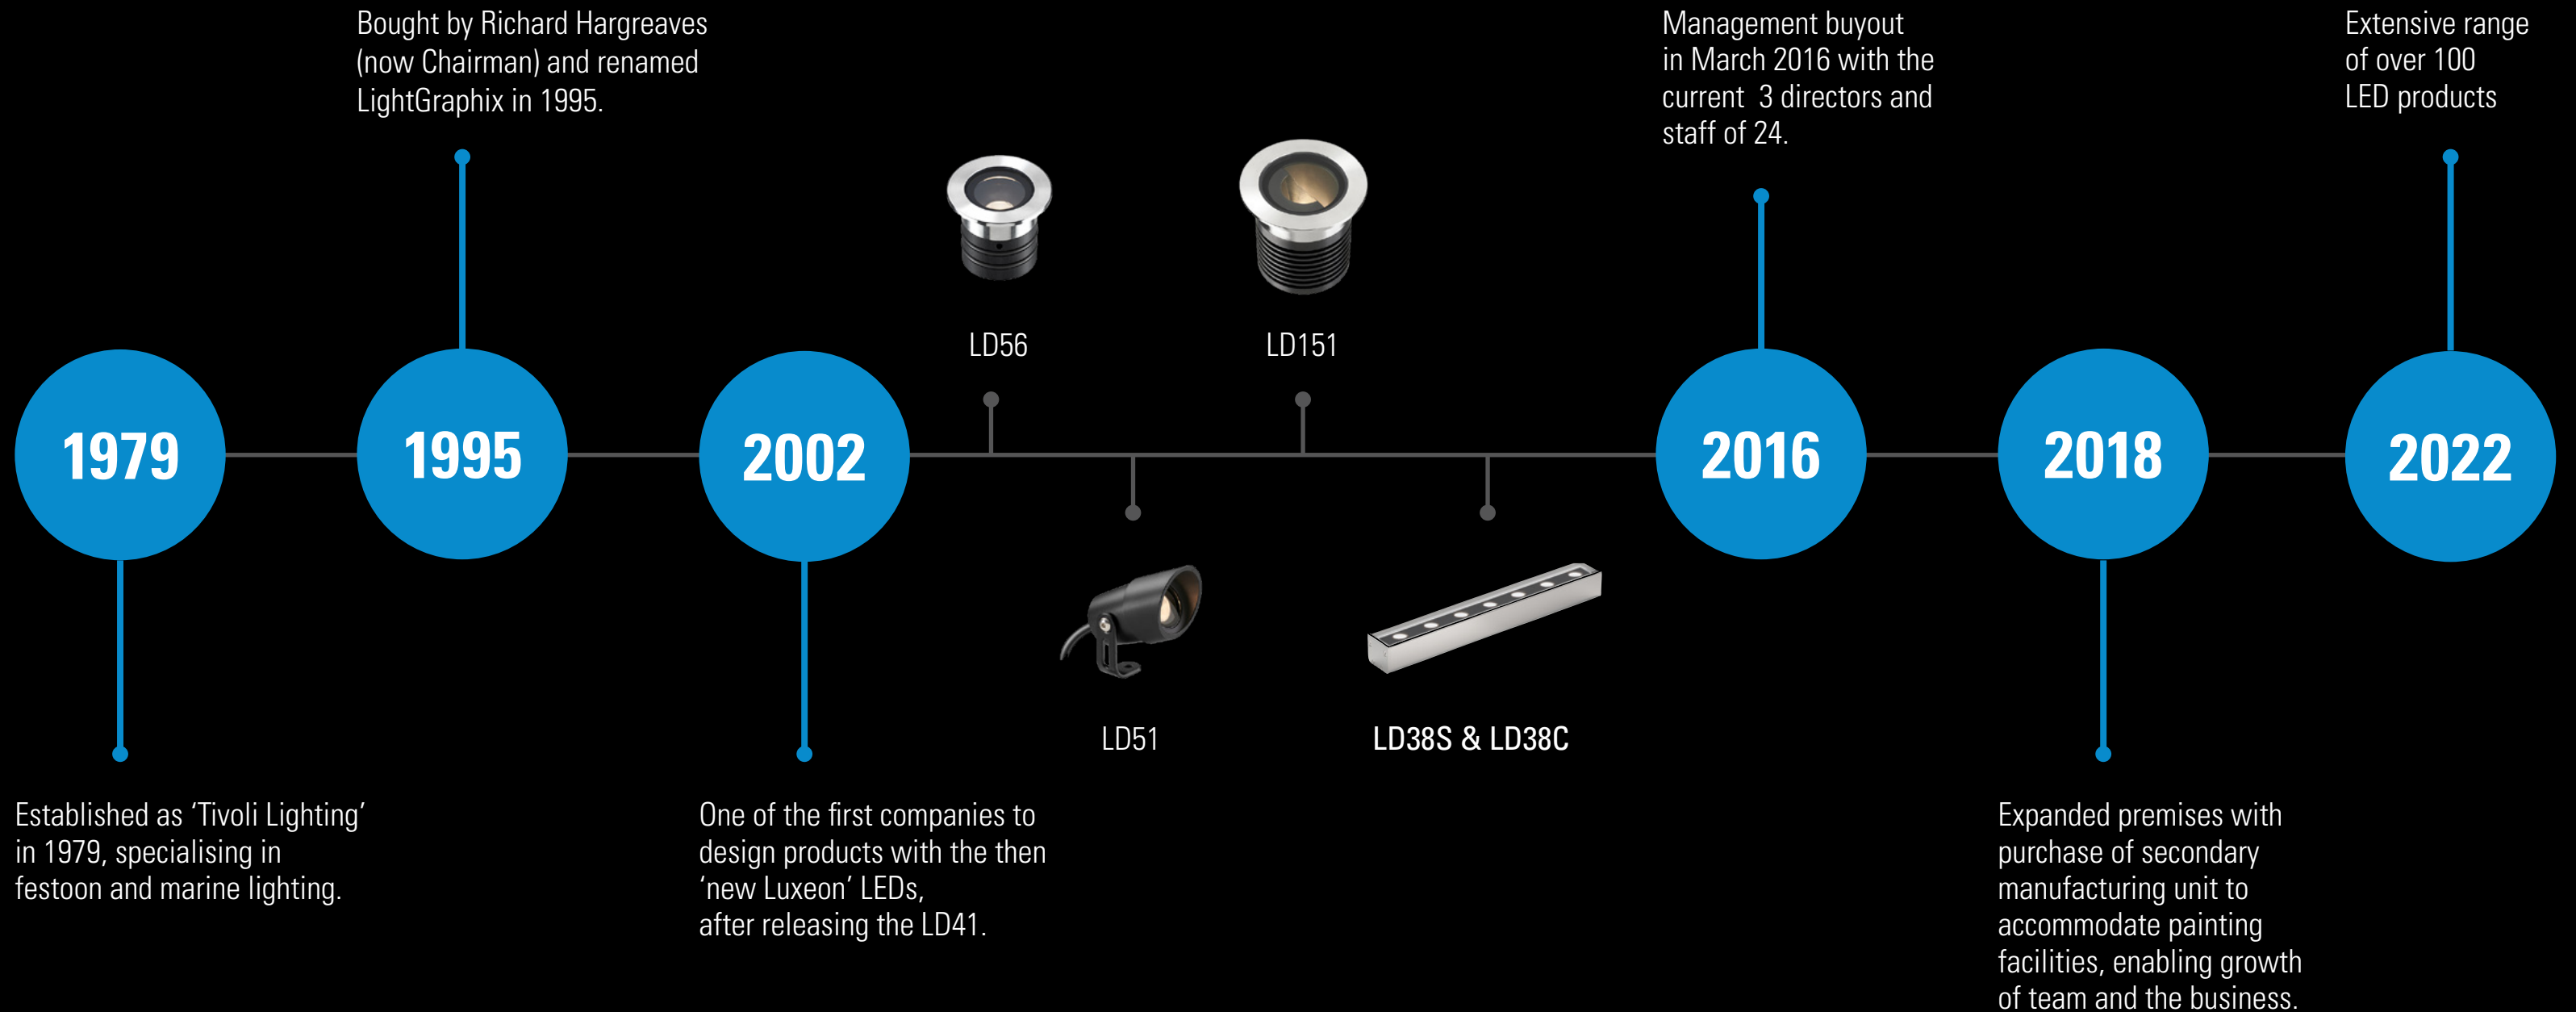 1979
Established as ‘Tivoli Lighting’
in 1979, specialising in
festoon and marine lighting.
Bought by Richard Hargreaves
(now Chairman) and renamed
LightGraphix in 1995.
1995
2002
One of the first companies to
design products with the then
‘new Luxeon’ LEDs,
after releasing the LD41.
LD56
LD51
LD151
LD38S & LD38C
Management buyout
in March 2016 with the
current 3 directors and
staff of 24.
2016
2018
Expanded premises with
purchase of secondary
manufacturing unit to
accommodate painting
facilities, enabling growth
of team and the business.
Extensive range
of over 100
LED products
2022